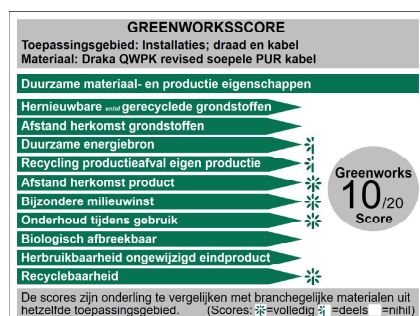 GREENWORKSSCORE
Toepassingsgebied: Installaties; draad en kabel
Materiaal: Draka QWPK revised soepele PUR kabel
Duurzame materiaal- en productie eigenschappen
Hernieuwbare en/of gerecyclede grondstoffen
Afstand herkomst grondstoffen
Duurzame energiebron
Recycling productieafval eigen productie
Afstand herkomst product
Bijzondere milieuwinst
Onderhoud tijdens gebruik
Biologisch afbreekbaar
Herbruikbaarheid ongewijzigd eindproduct
Recyclebaarheid
Greenworks
10/20
Score
De scores zijn onderling te vergelijken met branchegelijke materialen uit
hetzelfde toepassingsgebied. (Scores: =volledig =deels =nihil)